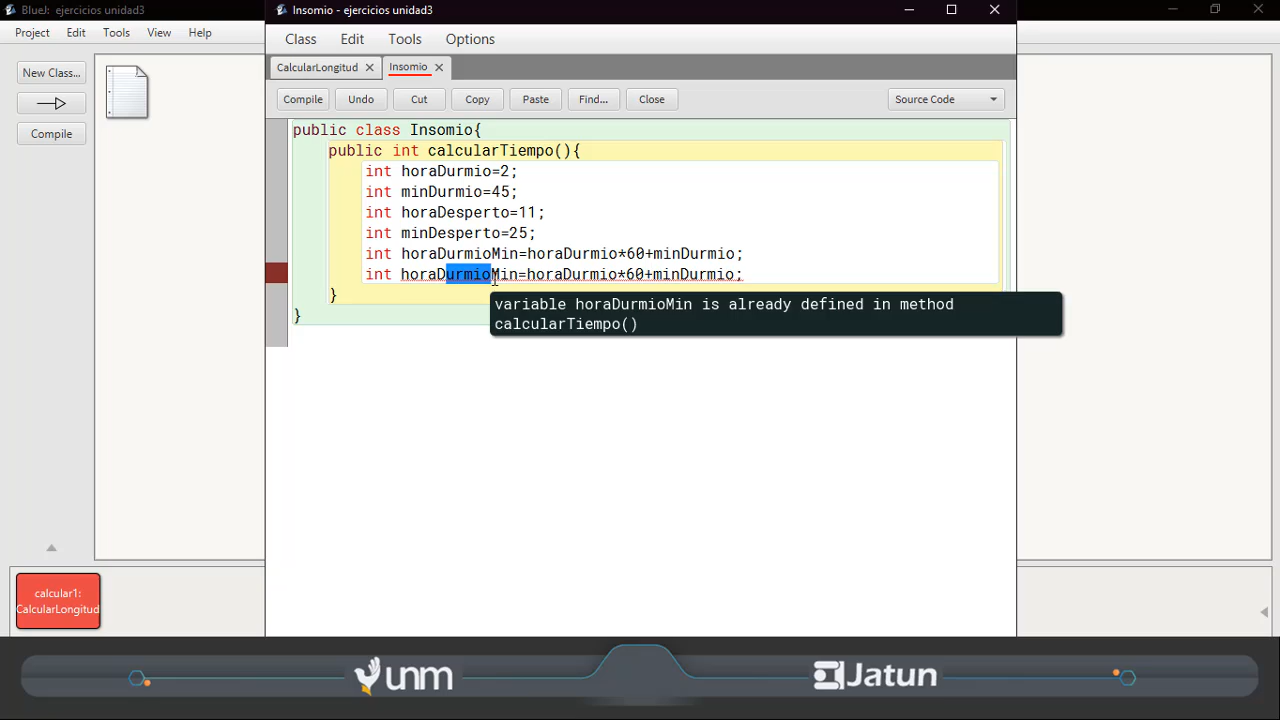 BlueJ: ejercicios unidad3
Insomio - ejercicios unidad3
Project Edit Tools View Help
Class Edit Tools Options
New Class...
Compile
CalcularLongitud
Insomio
Compile Undo Cut Copy Paste Find... Close Source Code
public class Insomio{
public int calcularTiempo(){
int horaDurmio=2;
int minDurmio=45;
int horaDesperto=11;
int minDesperto=25;
int horaDurmioMin=horaDurmio*60+minDurmio;
int horaDurmioMin=horaDurmio*60+minDurmio;
}
}
variable horaDurmioMin is already defined in method
calcularTiempo()
calcular1:
CalcularLongitud
unm
Jatun